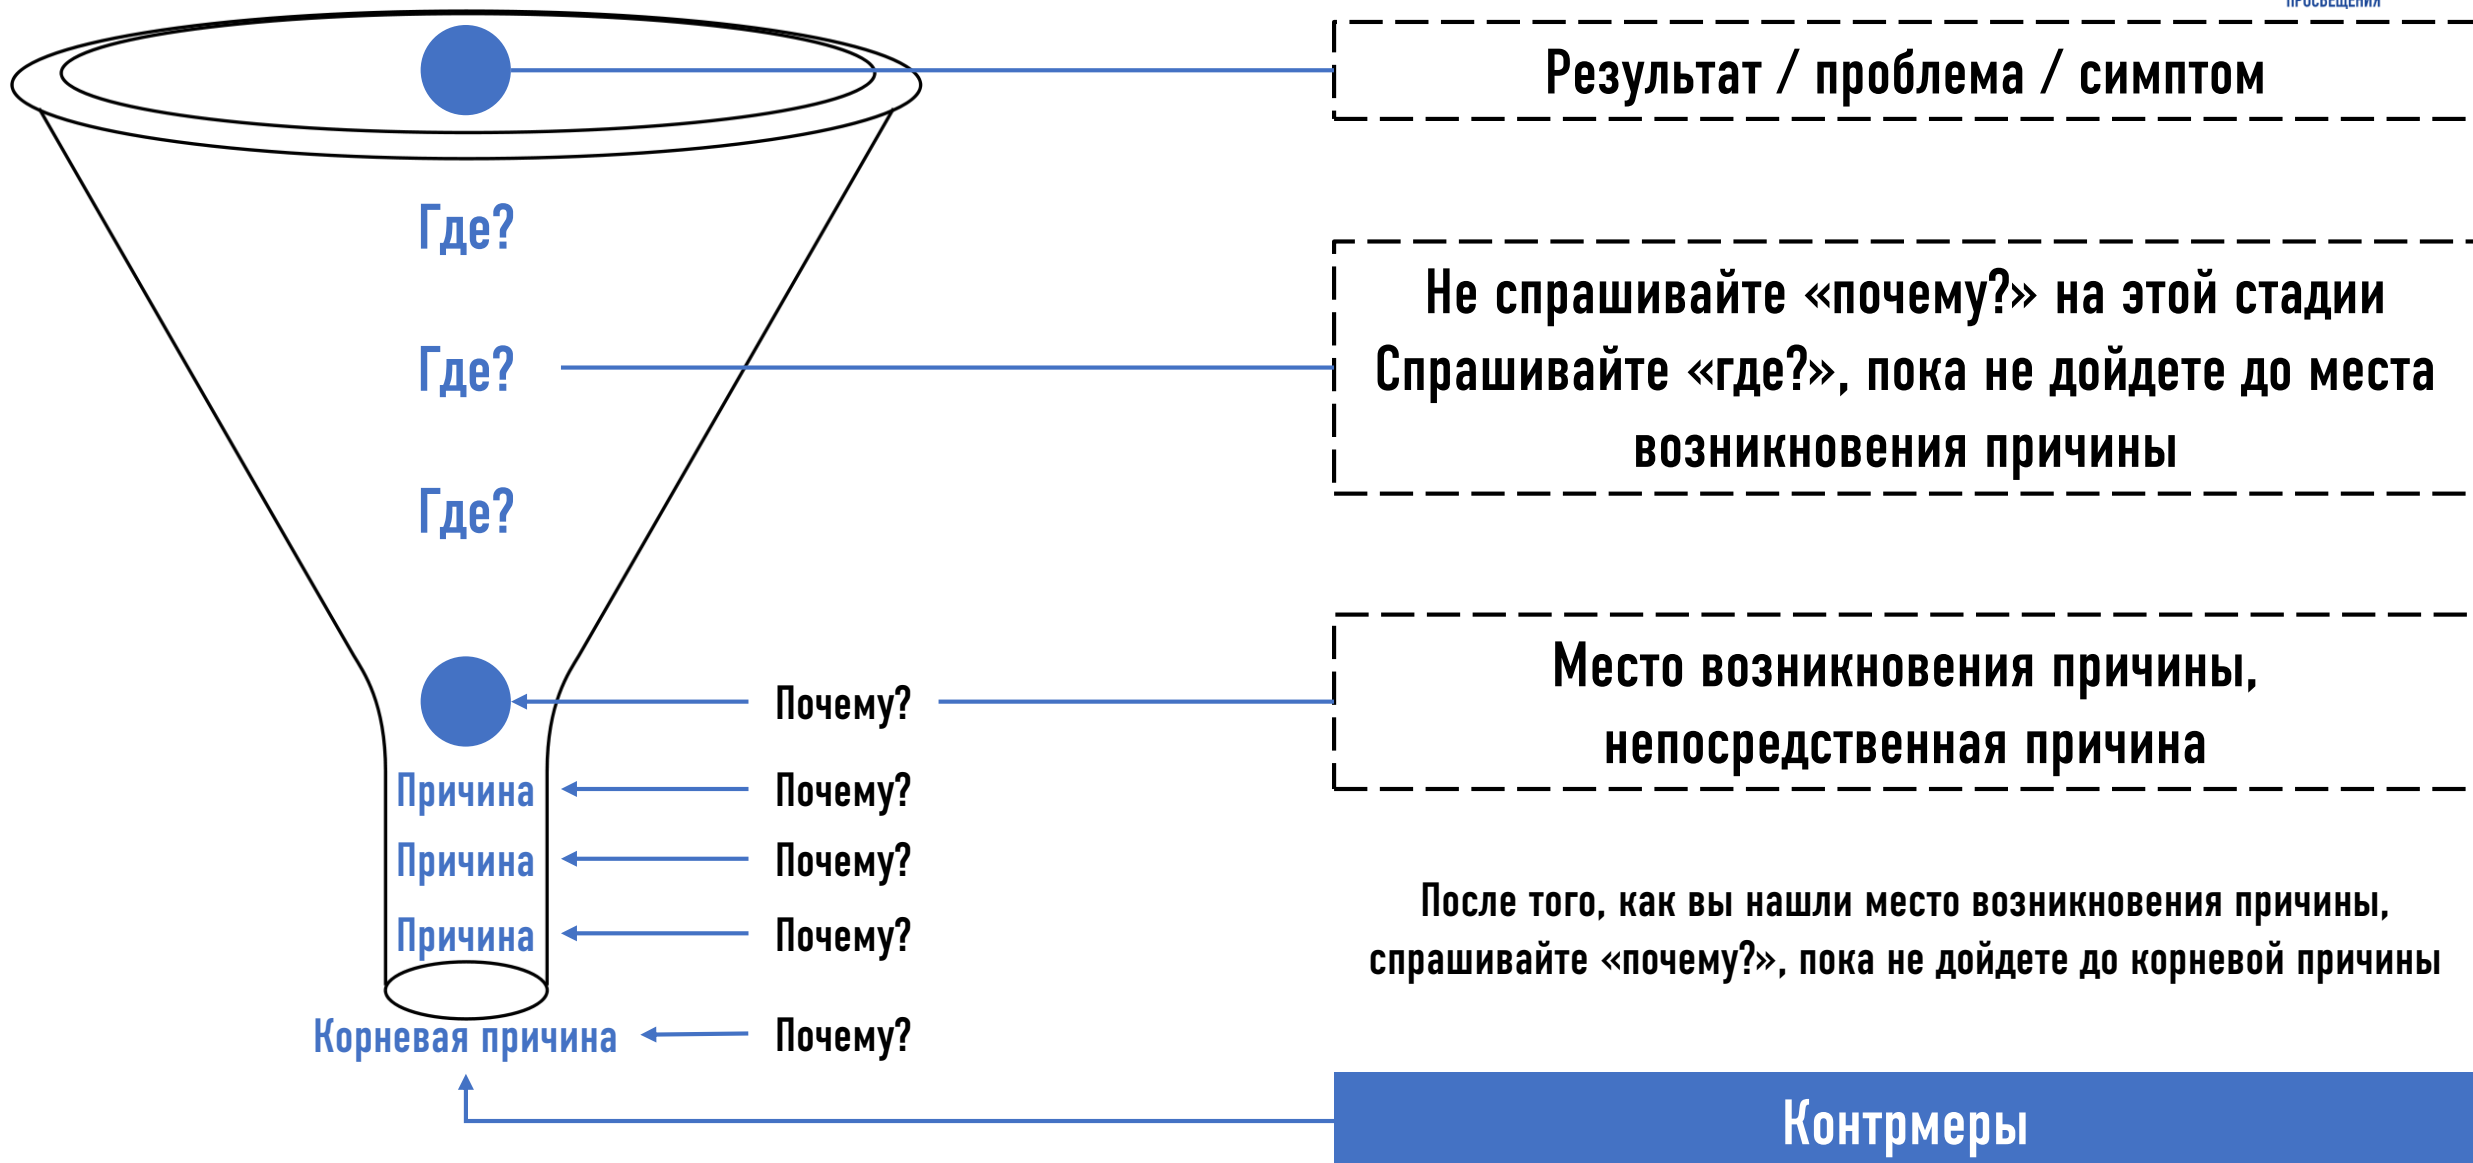 ПРОСВЕЩЕНИЯ
Результат / проблема / симптом
Где?
Не спрашивайте «почему?» на этой стадии
Где?
Спрашивайте «где?», пока не дойдете до места
возникновения причины
Где?
Место возникновения причины,
непосредственная причина
Почему?
Причина
Почему?
Причина
Почему?
Причина
Почему?
После того, как вы нашли место возникновения причины,
спрашивайте «почему?», пока не дойдете до корневой причины
Корневая причина
Почему?
Контрмеры